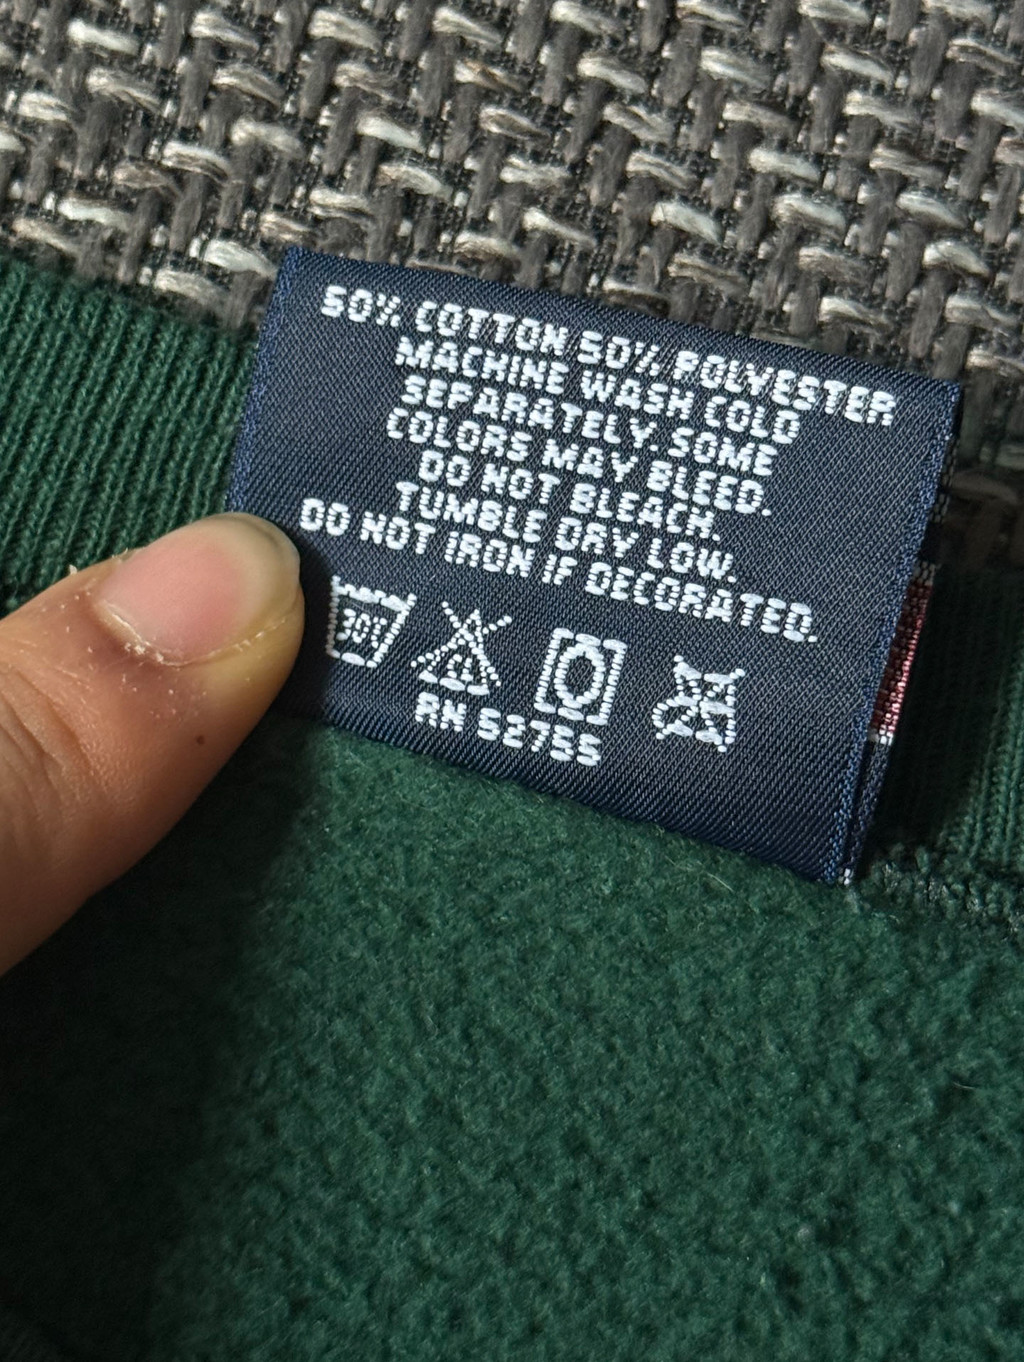 50% COTTON 50% POLYESTER
MACHINE WASH COLD
SEPARATELY. SOME
COLORS MAY BLEED.
DO NOT BLEACH.
TUMBLE DRY LOW.
DO NOT IRON IF DECORATED.
30
CL
RN 52755